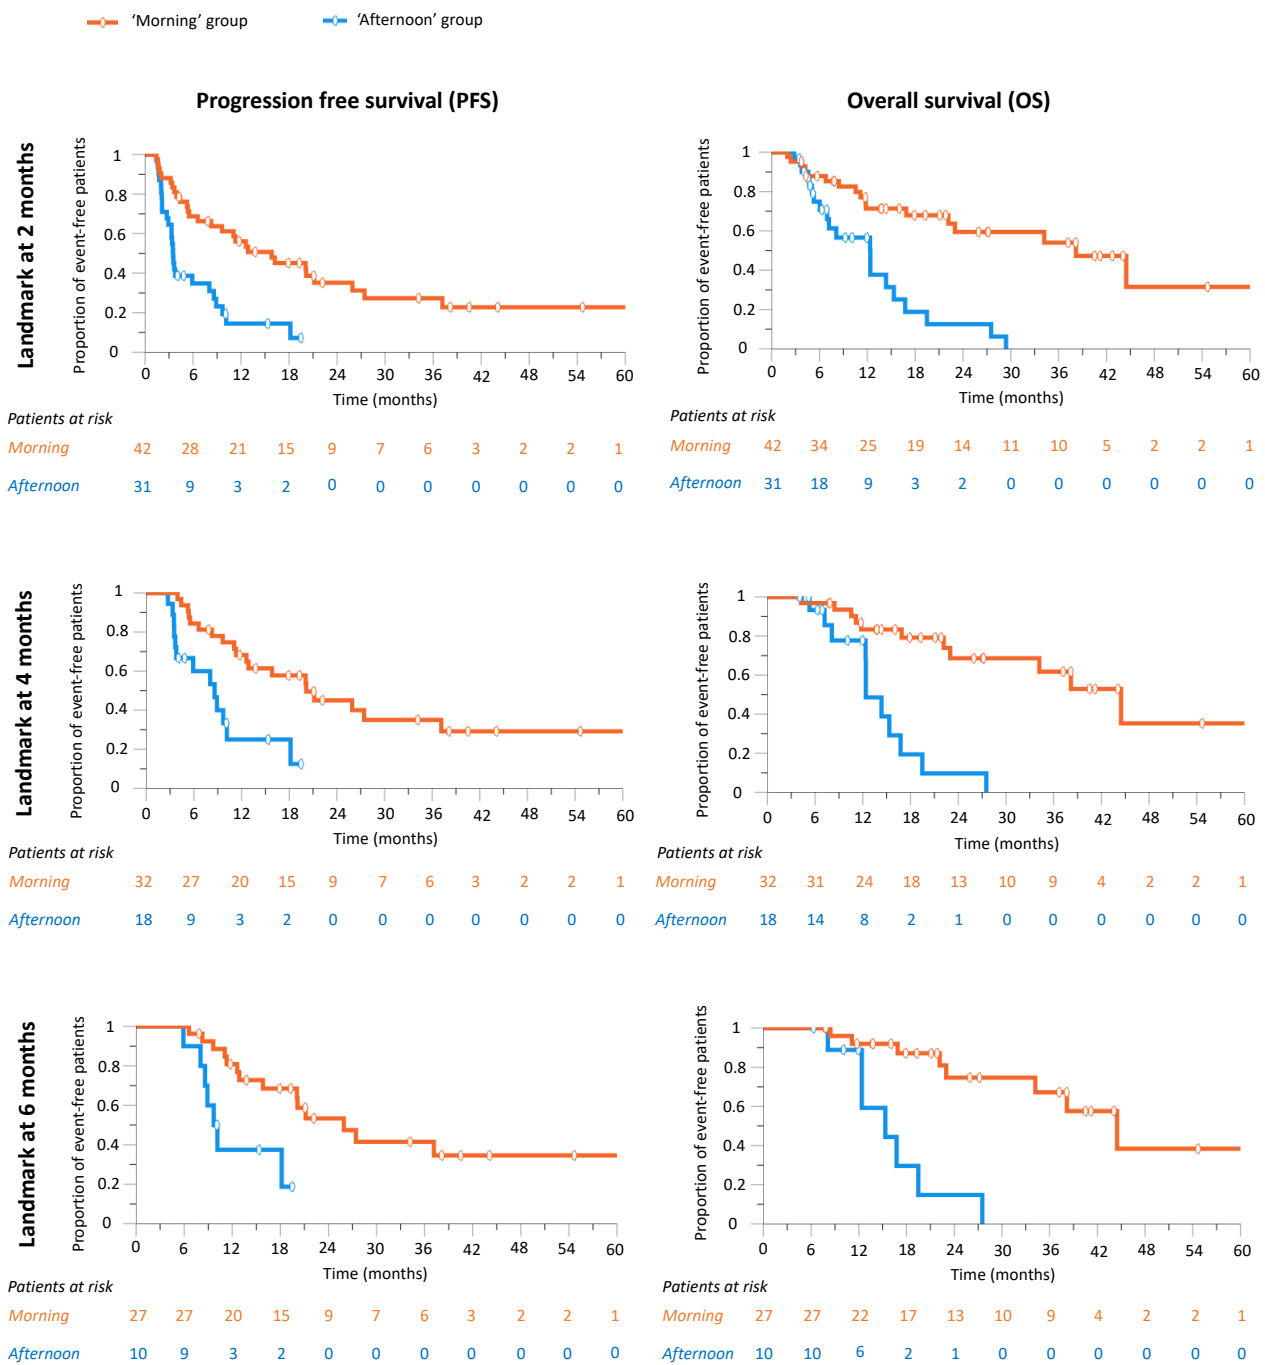 ‘Morning’ group ‘Afternoon’ group
Progression free survival (PFS) Overall survival (OS)
Landmark at 2 months
Proportion of event-free patients
1
0.8
0.6
0.4
0.2
0
0 6 12 18 24 30 36 42 48 54 60
Time (months)
Patients at risk
Morning 42 28 21 15 9 7 6 3 2 2 1
Afternoon 31 9 3 2 0 0 0 0 0 0 0
Proportion of event-free patients
1
0.8
0.6
0.4
0.2
0
0 6 12 18 24 30 36 42 48 54 60
Time (months)
Patients at risk
Morning 42 34 25 19 14 11 10 5 2 2 1
Afternoon 31 18 9 3 2 0 0 0 0 0 0
Landmark at 4 months
Proportion of event-free patients
1
0.8
0.6
0.4
0.2
0
0 6 12 18 24 30 36 42 48 54 60
Time (months)
Patients at risk
Morning 32 27 20 15 9 7 6 3 2 2 1
Afternoon 18 9 3 2 0 0 0 0 0 0 0
Proportion of event-free patients
1
0.8
0.6
0.4
0.2
0
0 6 12 18 24 30 36 42 48 54 60
Time (months)
Patients at risk
Morning 32 31 24 18 13 10 9 4 2 2 1
Afternoon 18 14 8 2 1 0 0 0 0 0 0
Landmark at 6 months
Proportion of event-free patients
1
0.8
0.6
0.4
0.2
0
0 6 12 18 24 30 36 42 48 54 60
Time (months)
Patients at risk
Morning 27 27 20 15 9 7 6 3 2 2 1
Afternoon 10 9 3 2 0 0 0 0 0 0 0
Proportion of event-free patients
1
0.8
0.6
0.4
0.2
0
0 6 12 18 24 30 36 42 48 54 60
Time (months)
Patients at risk
Morning 27 27 22 17 13 10 9 4 2 2 1
Afternoon 10 10 6 2 1 0 0 0 0 0 0